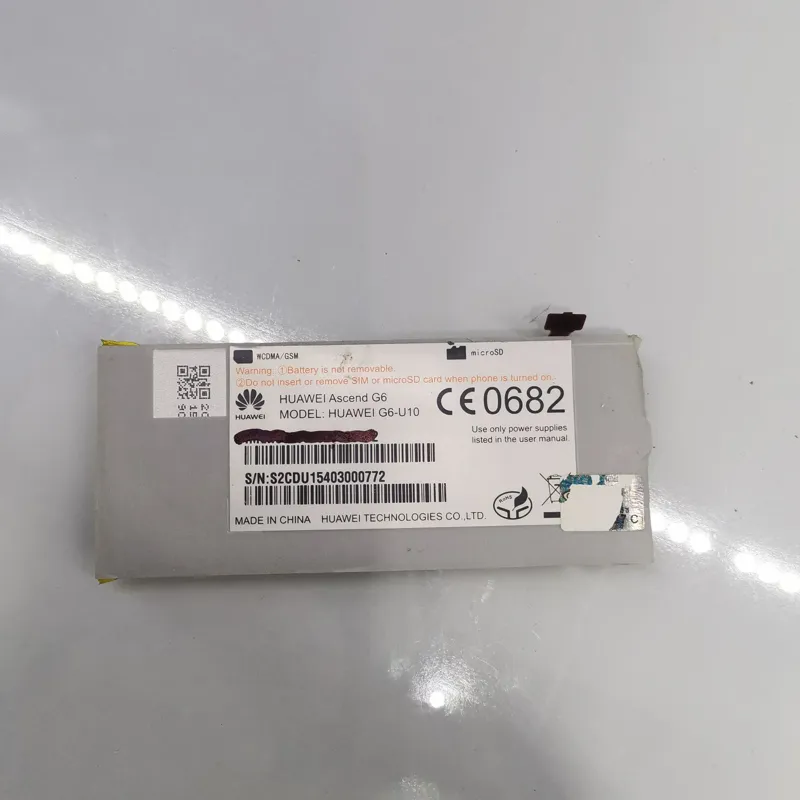 WCDMA/GSM
microSD
Warning: ①Battery is not removable.
②Do not insert or remove SIM or microSD card when phone is turned on.
HUAWEI
HUAWEI Ascend G6
MODEL: HUAWEI G6-U10
CE0682
Use only power supplies
listed in the user manual.
S/N:S2CDU15403000772
MADE IN CHINA HUAWEI TECHNOLOGIES CO.,LTD.
RoHS
C